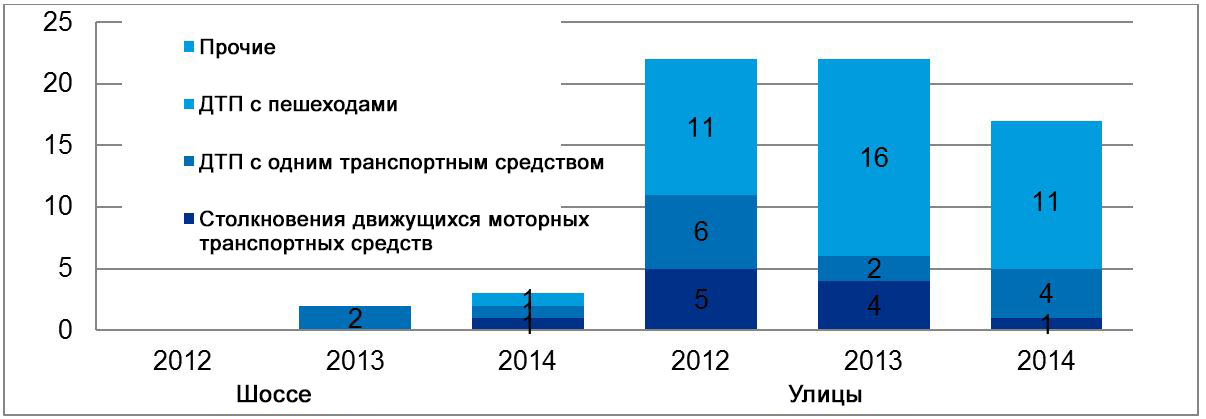 25
20
15
10
5
0
Прочие
ДТП с пешеходами
ДТП с одним транспортным средством
Столкновения движущихся моторных
транспортных средств
2
1
1
1
11
6
5
16
2
4
11
4
1
2012 2013 2014 2012 2013 2014
Шоссе Улицы